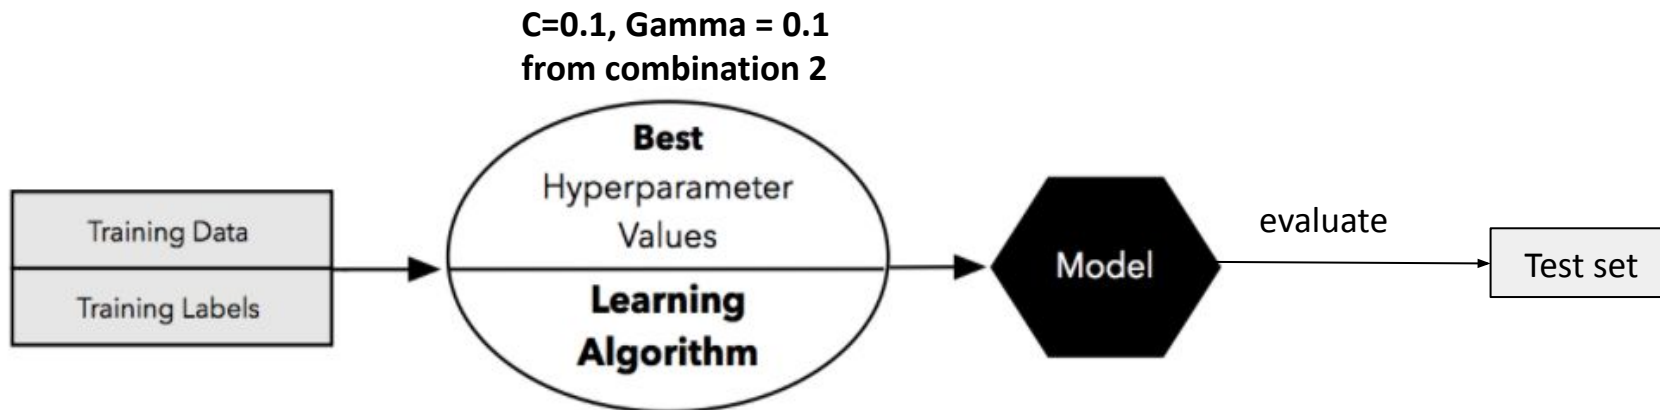 C=0.1, Gamma = 0.1
from combination 2
Training Data
Training Labels
Best
Hyperparameter
Values
Learning
Algorithm
Model
evaluate
Test set